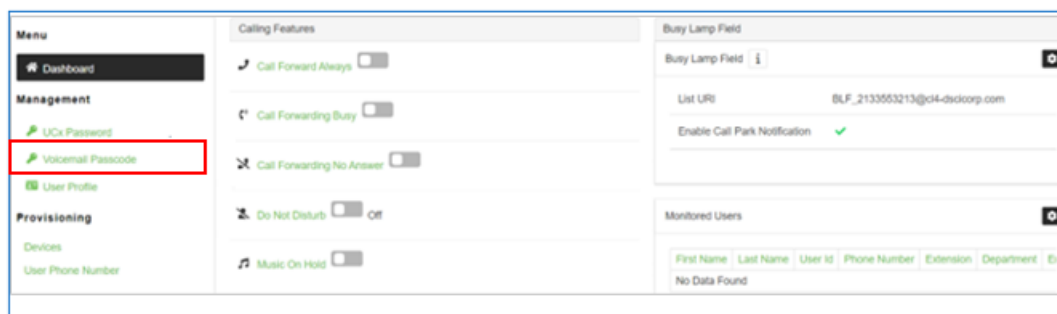 Menu
Dashboard
Management
UCx Password
Voicemail Passcode
User Profile
Provisioning
Devices
User Phone Number
Calling Features
Call Forward Always
Call Forwarding Busy
Call Forwarding No Answer
Do Not Disturb Off
Music On Hold
Busy Lamp Field
Busy Lamp Field i
List URI BLF_2133553213@cl4-dscicorp.com
Enable Call Park Notification
Monitored Users
First Name Last Name User Id Phone Number Extension Department
No Data Found